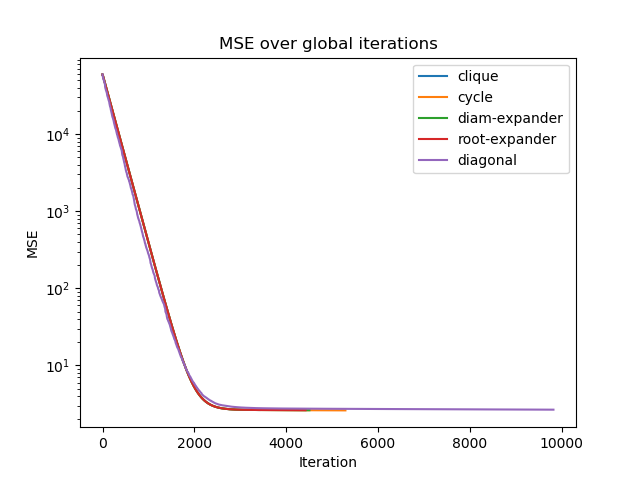 MSE over global iterations
clique
cycle
diam-expander
root-expander
diagonal
MSE
10^4
10^3
10^2
10^1
0 2000 4000 6000 8000 10000
Iteration